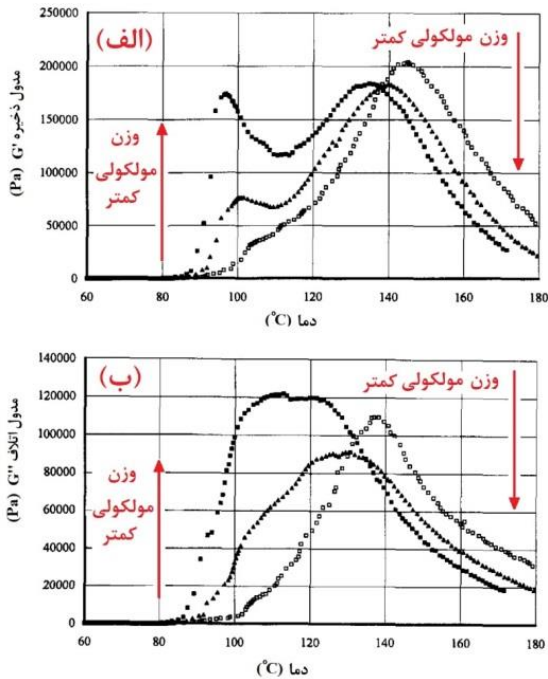 (الف)
وزن مولکولی کمتر
250000
200000
150000
100000
50000
0
مدول ذخیره G' (Pa)
وزن
مولکولی
کمتر
60 80 100 120 140 160 180
دما (°C)
(ب)
وزن مولکولی کمتر
140000
120000
100000
80000
60000
40000
20000
0
مدول اتلاف G" (Pa)
وزن
مولکولی
کمتر
60 80 100 120 140 160 180
دما (°C)